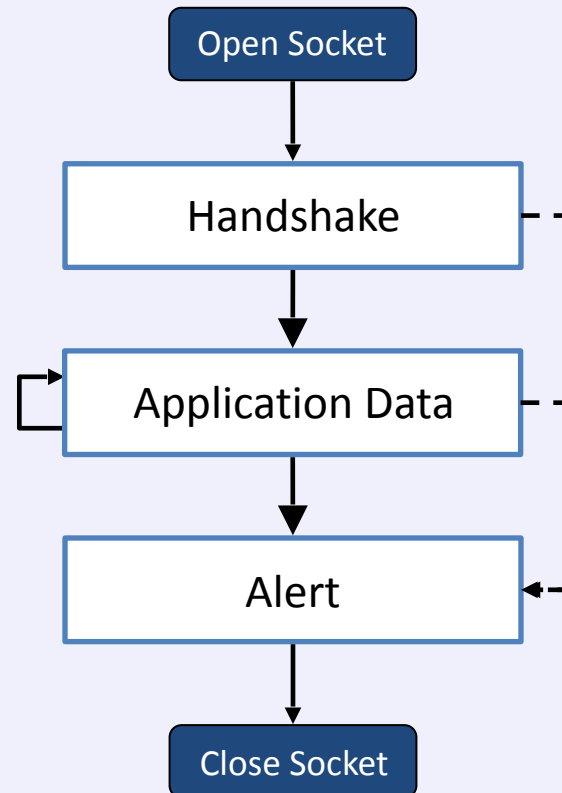 Open Socket
Handshake
Application Data
Alert
Close Socket